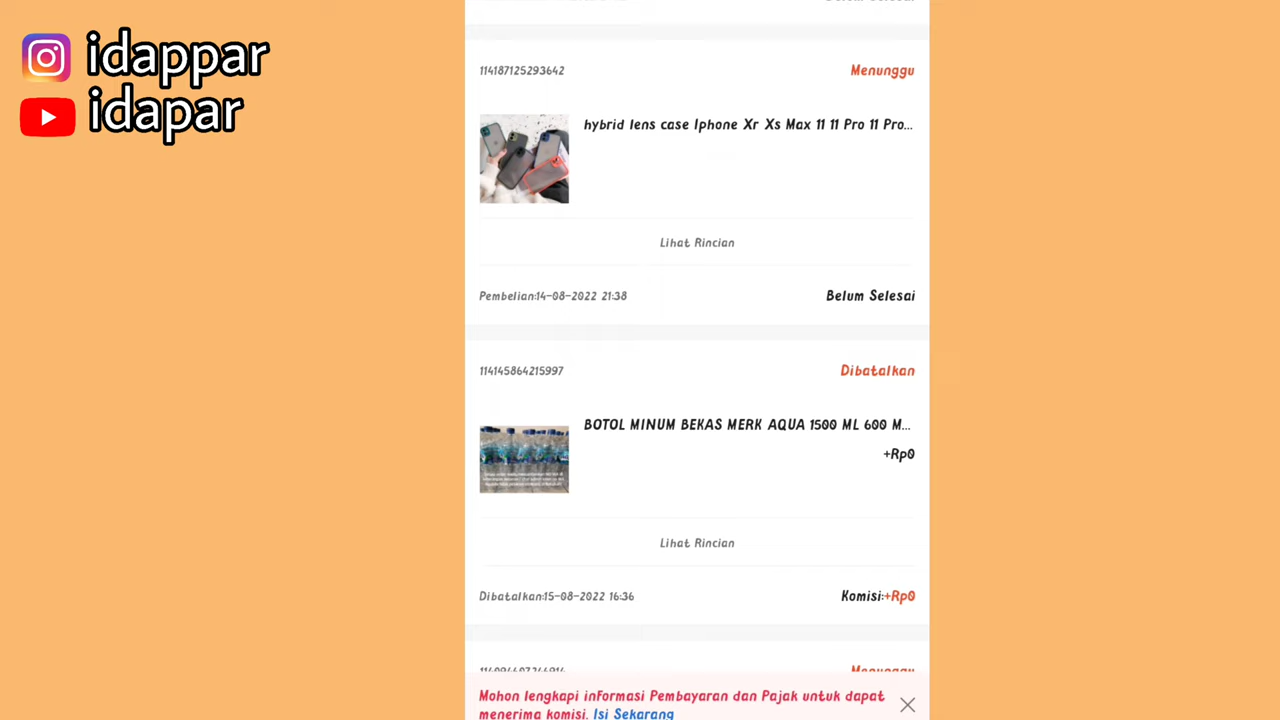 idappar
idapar
114187125293642
Menunggu
hybrid lens case Iphone Xr Xs Max 11 11 Pro 11 Pro...
Lihat Rincian
Pembelian:14-08-2022 21:38
Belum Selesai
114145864215997
Dibatalkan
BOTOL MINUM BEKAS MERK AQUA 1500 ML 600 M...
+Rp0
Lihat Rincian
Dibatalkan:15-08-2022 16:36
Komisi:+Rp0
Menunggu
Mohon lengkapi informasi Pembayaran dan Pajak untuk dapat
menerima komisi. Isi Sekarang